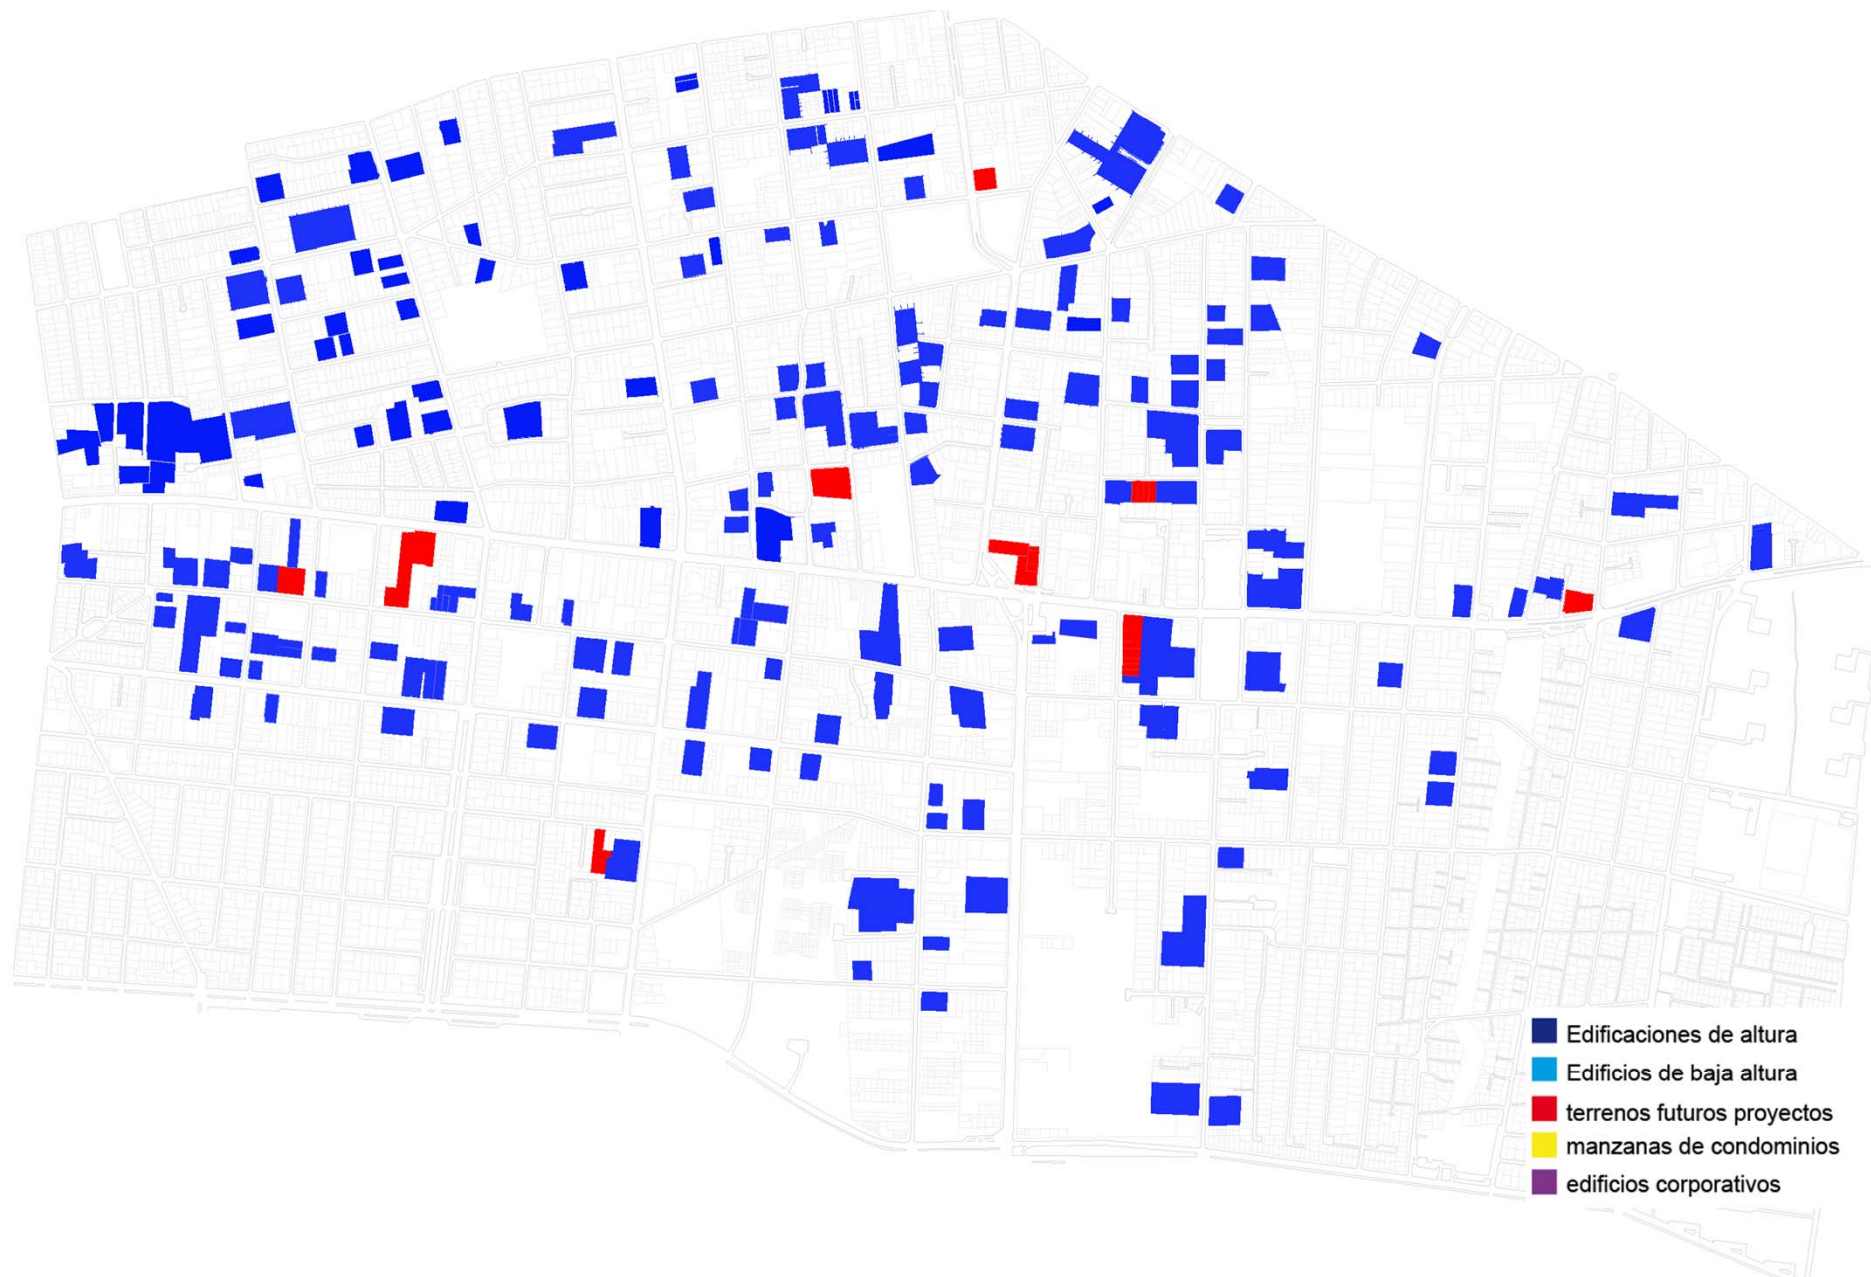 Edificaciones de altura
Edificios de baja altura
terrenos futuros proyectos
manzanas de condominios
edificios corporativos